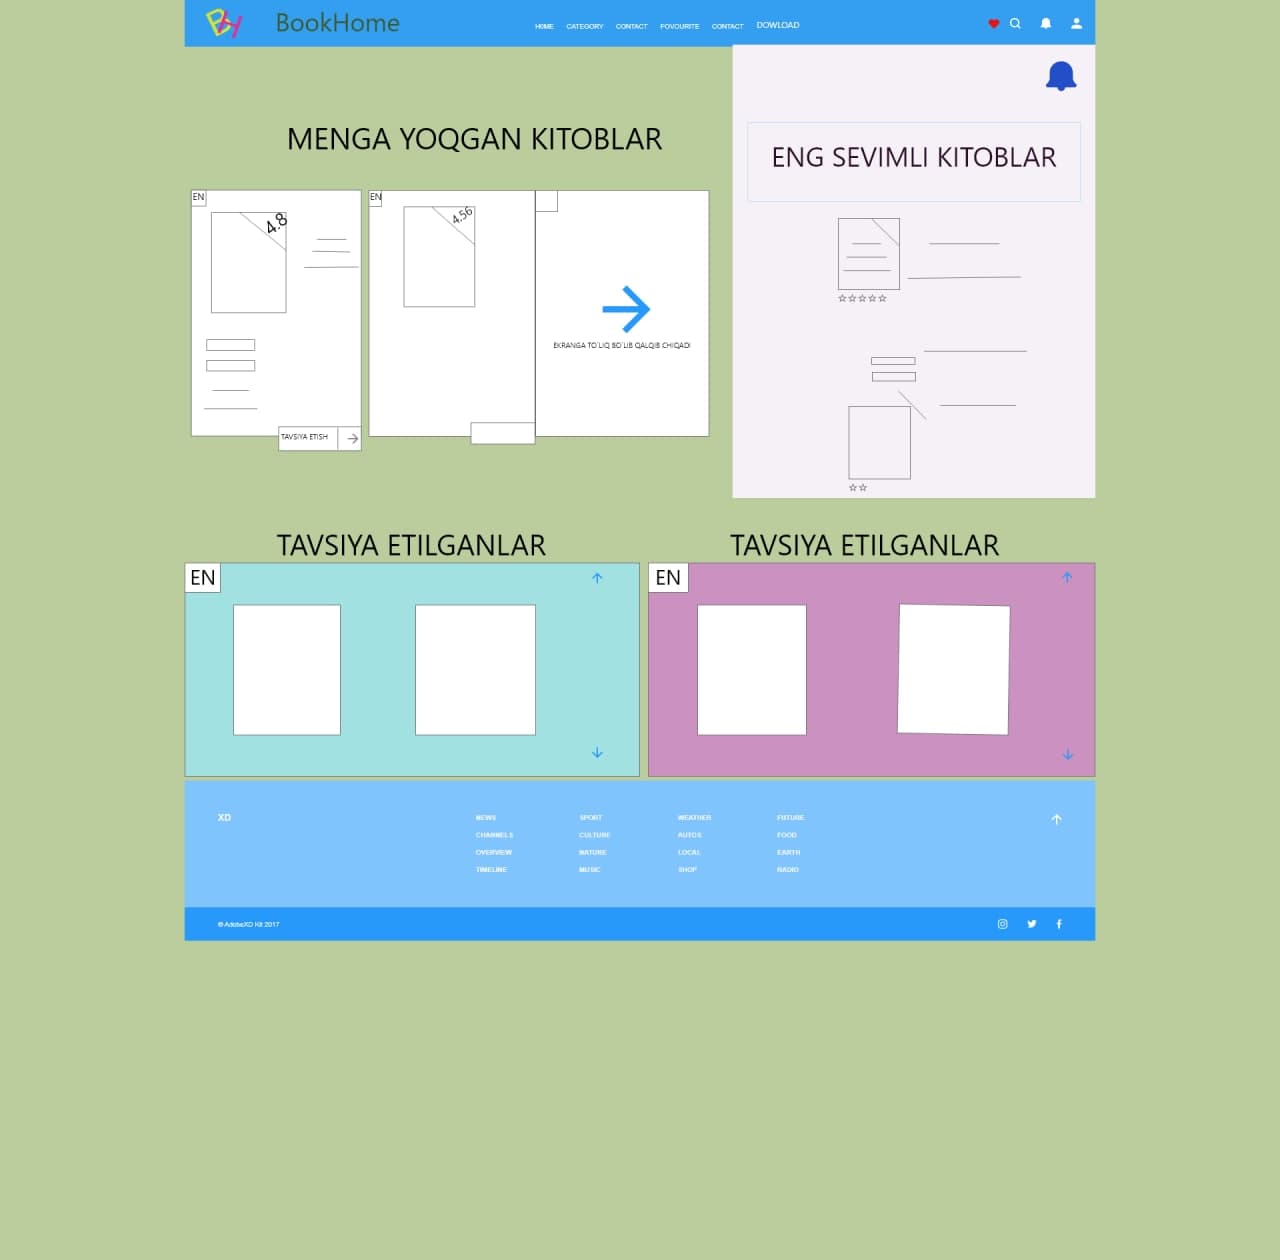 BH BookHome HOME CATEGORY CONTACT FOVOURITE CONTACT DOWLOAD
MENGA YOQGAN KITOBLAR
ENG SEVIMLI KITOBLAR
EN
4.8
EN
4.56
EKRANGA TO'LIQ BO'LIB QALQIB CHIQADI
TAVSIYA ETISH
☆☆☆☆☆
☆☆
TAVSIYA ETILGANLAR
TAVSIYA ETILGANLAR
EN
EN
XD
NEWS SPORT WEATHER FUTURE
CHANNELS CULTURE AUTOS FOOD
OVERVIEW NATURE LOCAL EARTH
TIMELINE MUSIC SHOP RADIO
© AdobeXD Kit 2017